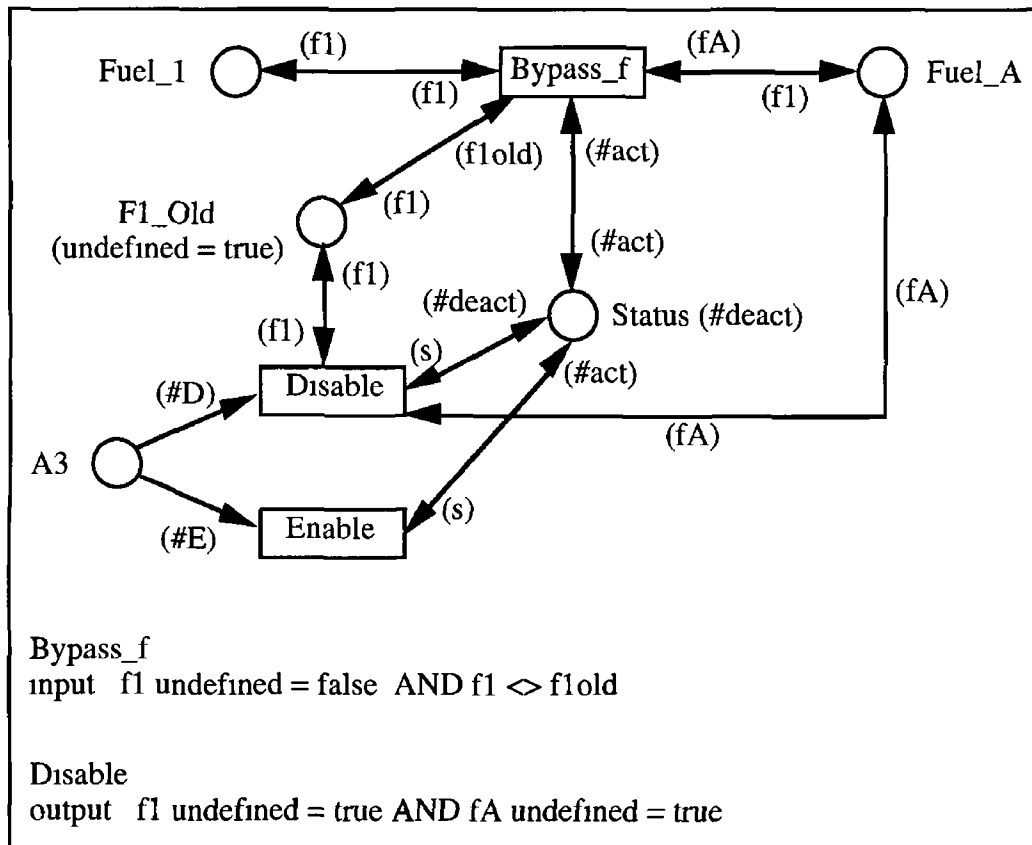 (f1)
(fA)
Fuel_1
Bypass_f
Fuel_A
(f1)
(f1)
(f1old)
(#act)
(f1)
F1_Old
(undefined = true)
(f1)
(#act)
(#deact)
Status (#deact)
(fA)
(f1)
(s)
(#act)
(#D)
Disable
(fA)
A3
(s)
(#E)
Enable
Bypass_f
input f1 undefined = false AND f1 <> f1old
Disable
output f1 undefined = true AND fA undefined = true